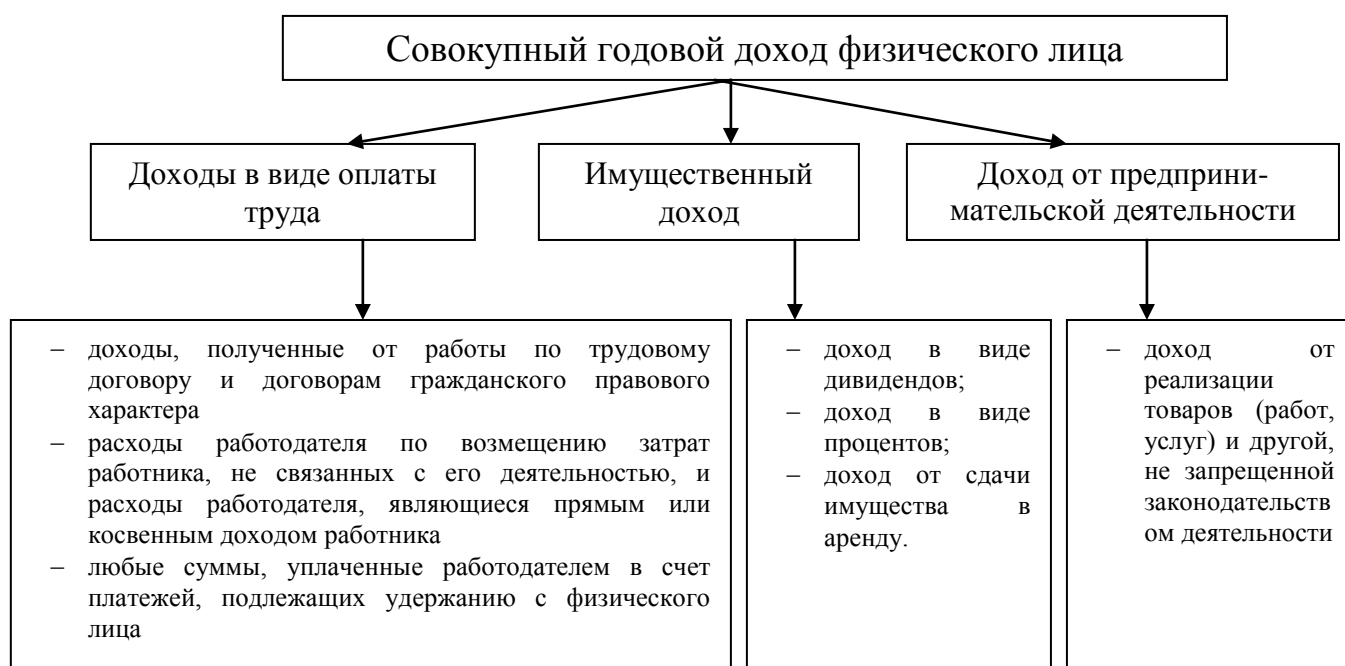 Совокупный годовой доход физического лица
Доходы в виде оплаты
труда
Имущественный
доход
Доход от предприни-
мательской деятельности
– доходы, полученные от работы по трудовому
договору и договорам гражданского правового
характера
– расходы работодателя по возмещению затрат
работника, не связанных с его деятельностью, и
расходы работодателя, являющиеся прямым или
косвенным доходом работника
– любые суммы, уплаченные работодателем в счет
платежей, подлежащих удержанию с физического
лица
– доход в виде
дивидендов;
– доход в виде
процентов;
– доход от сдачи
имущества в
аренду.
– доход от
реализации
товаров (работ,
услуг) и другой,
не запрещенной
законодательств
ом деятельности